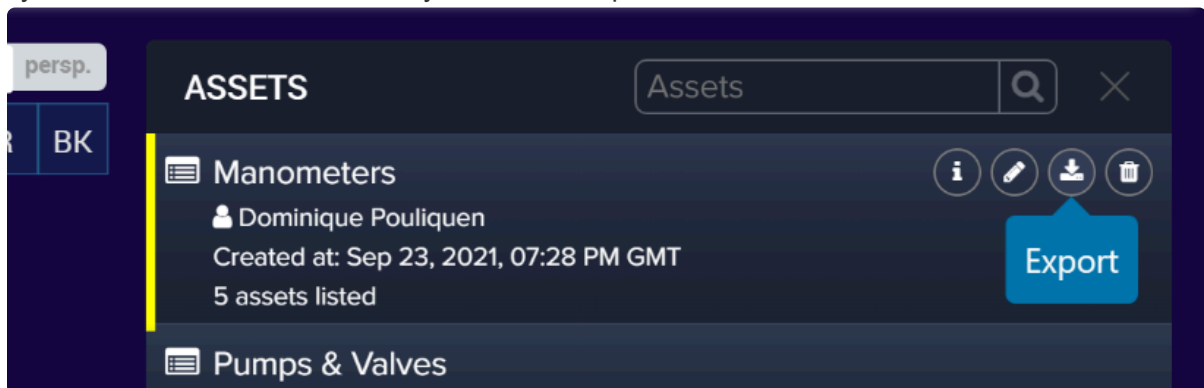 persp.
BK
ASSETS
Assets
Manometers
Dominique Pouliquen
Created at: Sep 23, 2021, 07:28 PM GMT
5 assets listed
Export
Pumps & Valves